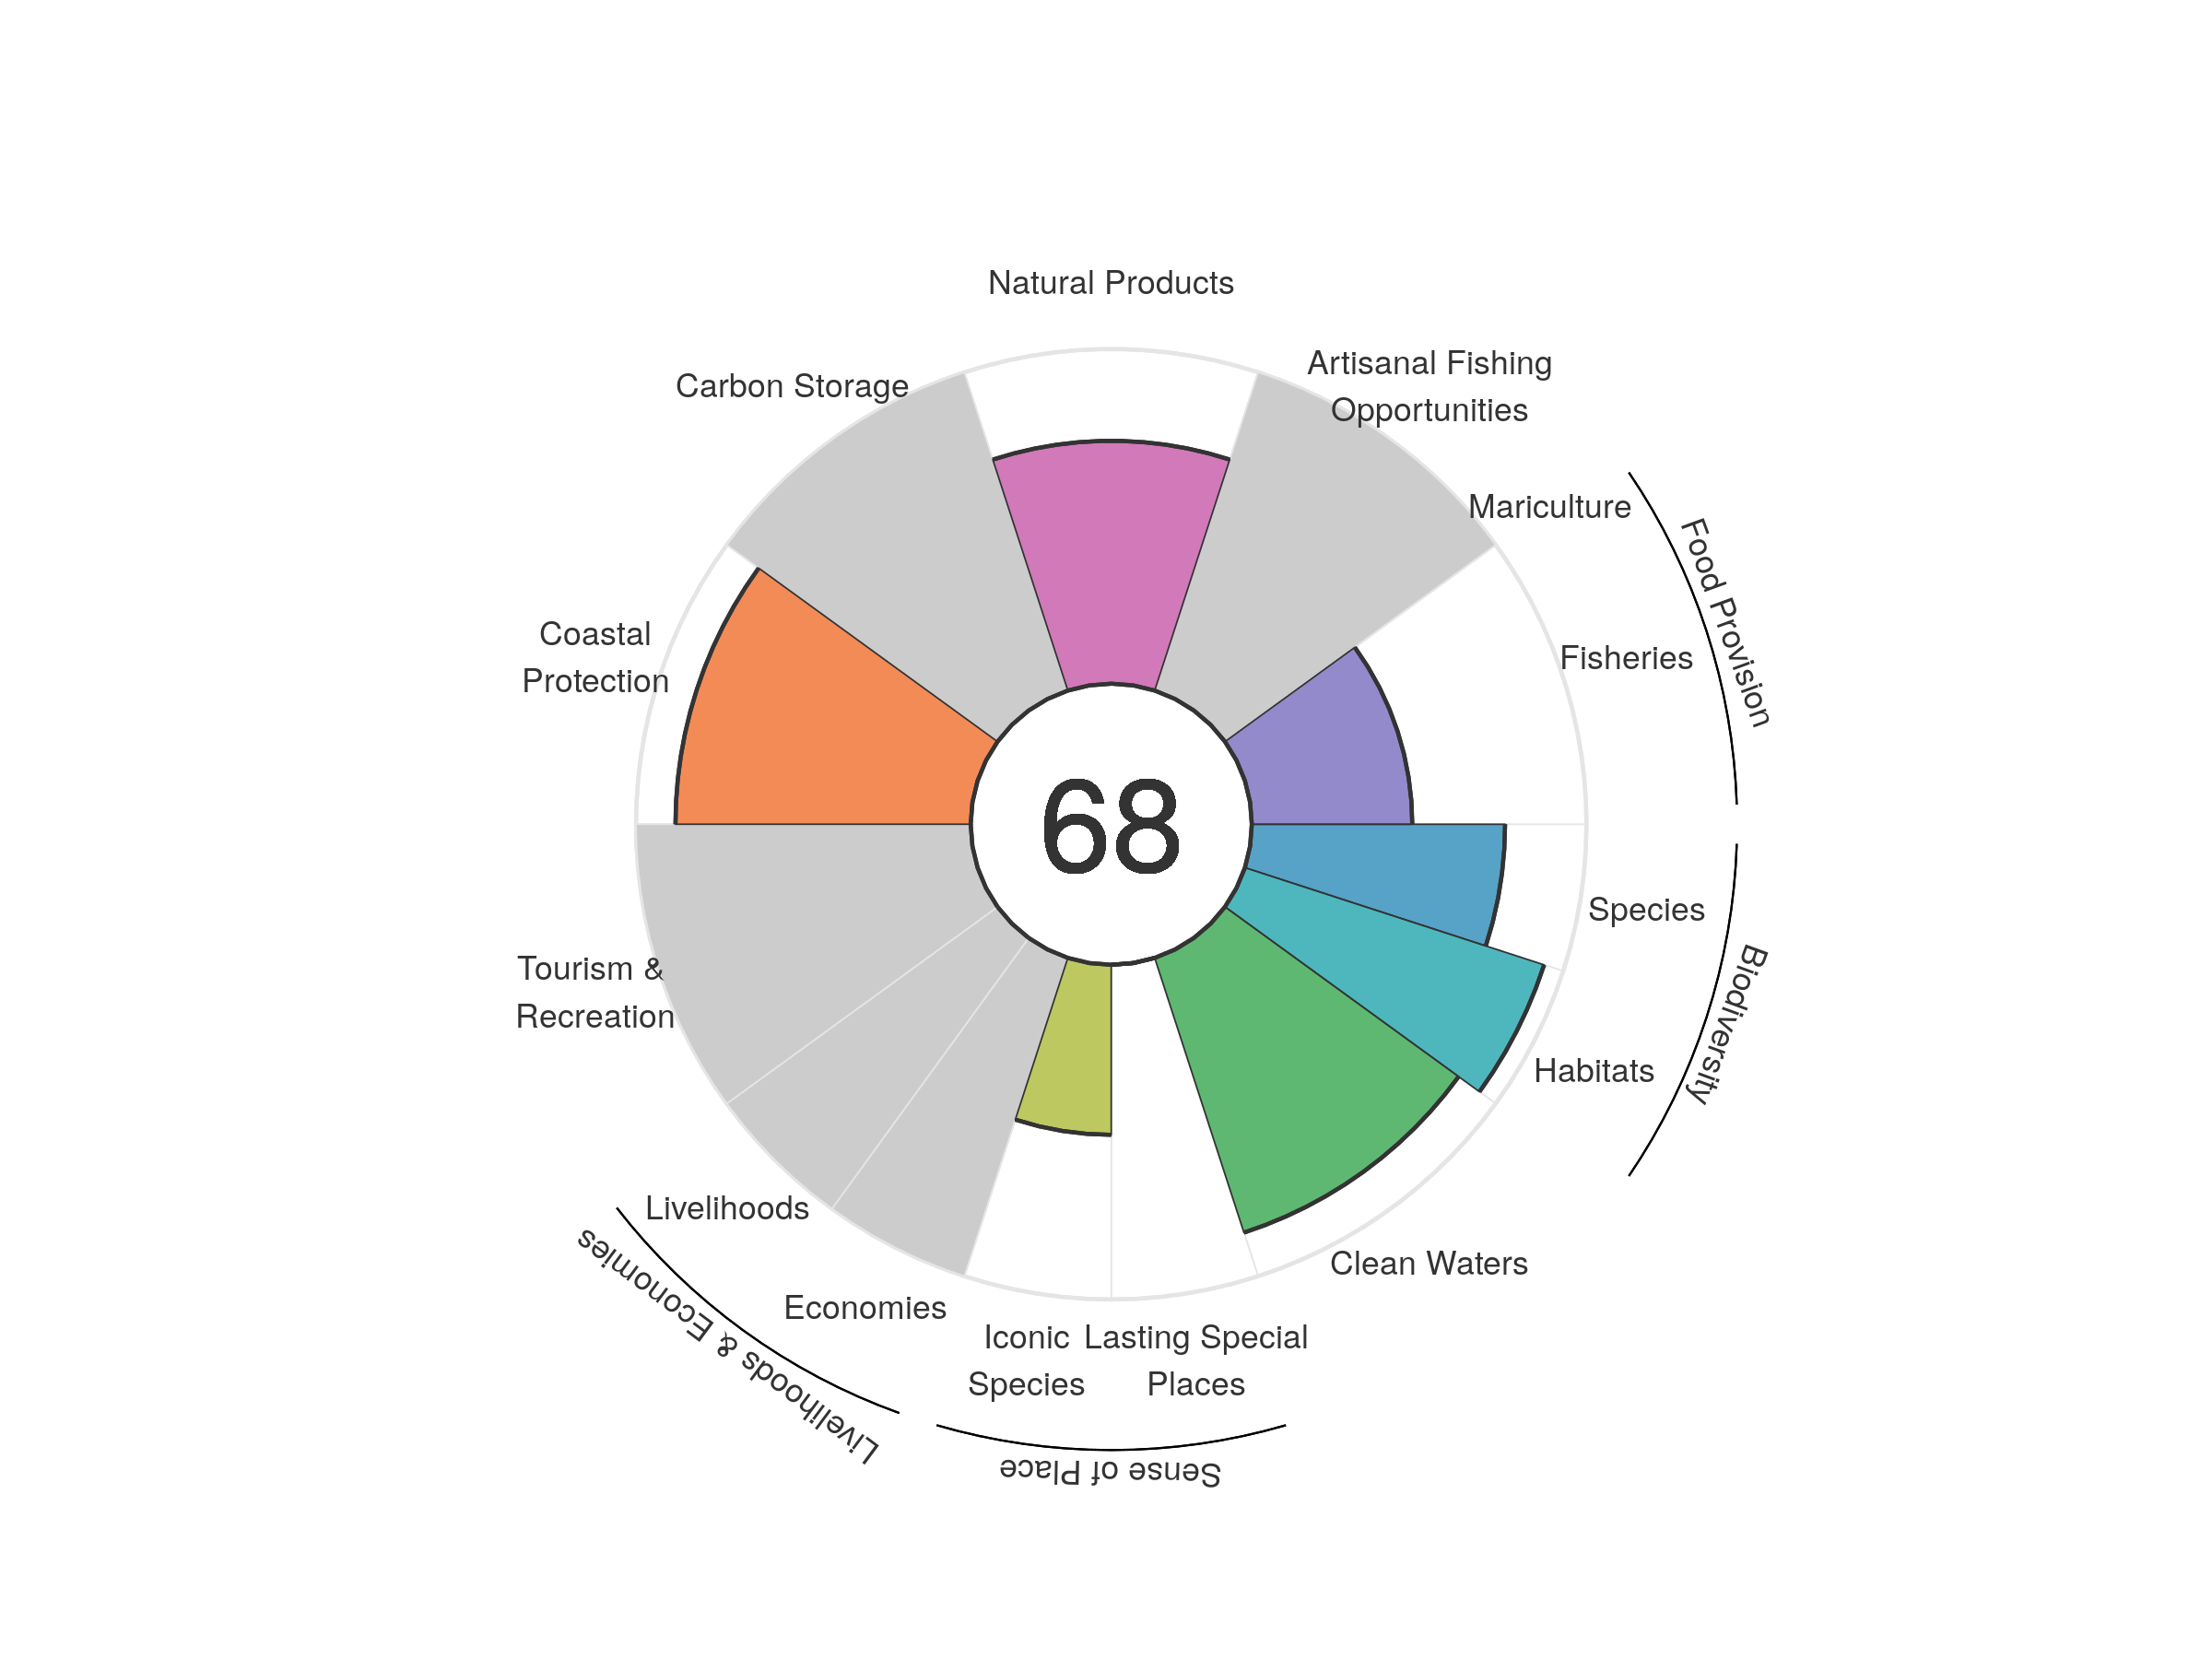 Natural Products
Artisanal Fishing
Opportunities
Carbon Storage
Mariculture
Food Provision
Fisheries
Coastal
Protection
68
Species
Biodiversity
Habitats
Tourism &
Recreation
Clean Waters
Livelihoods
Economies
Livelihoods & Economies
Iconic
Species
Lasting Special
Places
Sense of Place